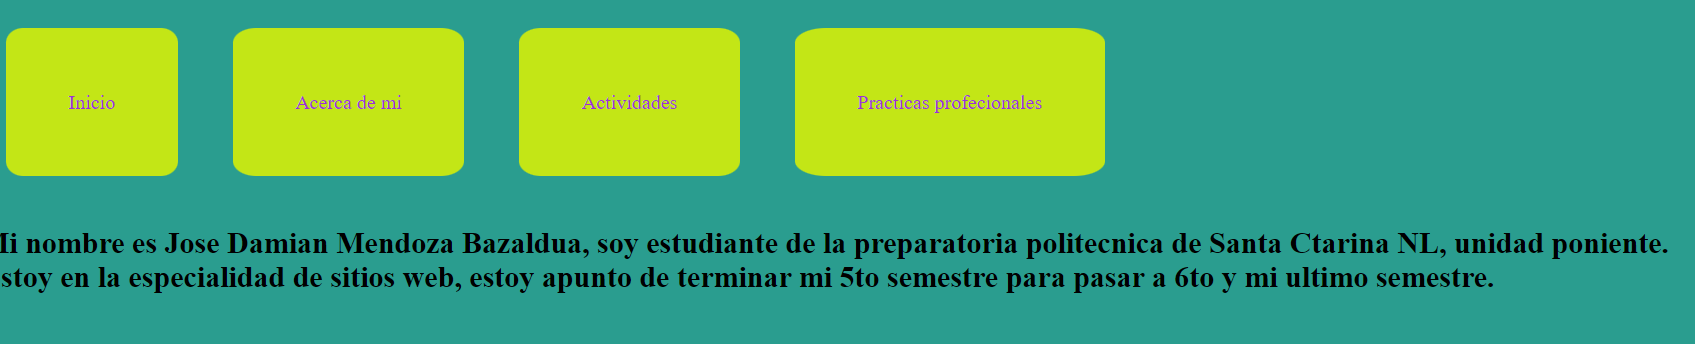 Inicio Acerca de mi Actividades Practicas profecionales
Mi nombre es Jose Damian Mendoza Bazaldua, soy estudiante de la preparatoria politecnica de Santa Ctarina NL, unidad poniente.
stoy en la especialidad de sitios web, estoy apunto de terminar mi 5to semestre para pasar a 6to y mi ultimo semestre.